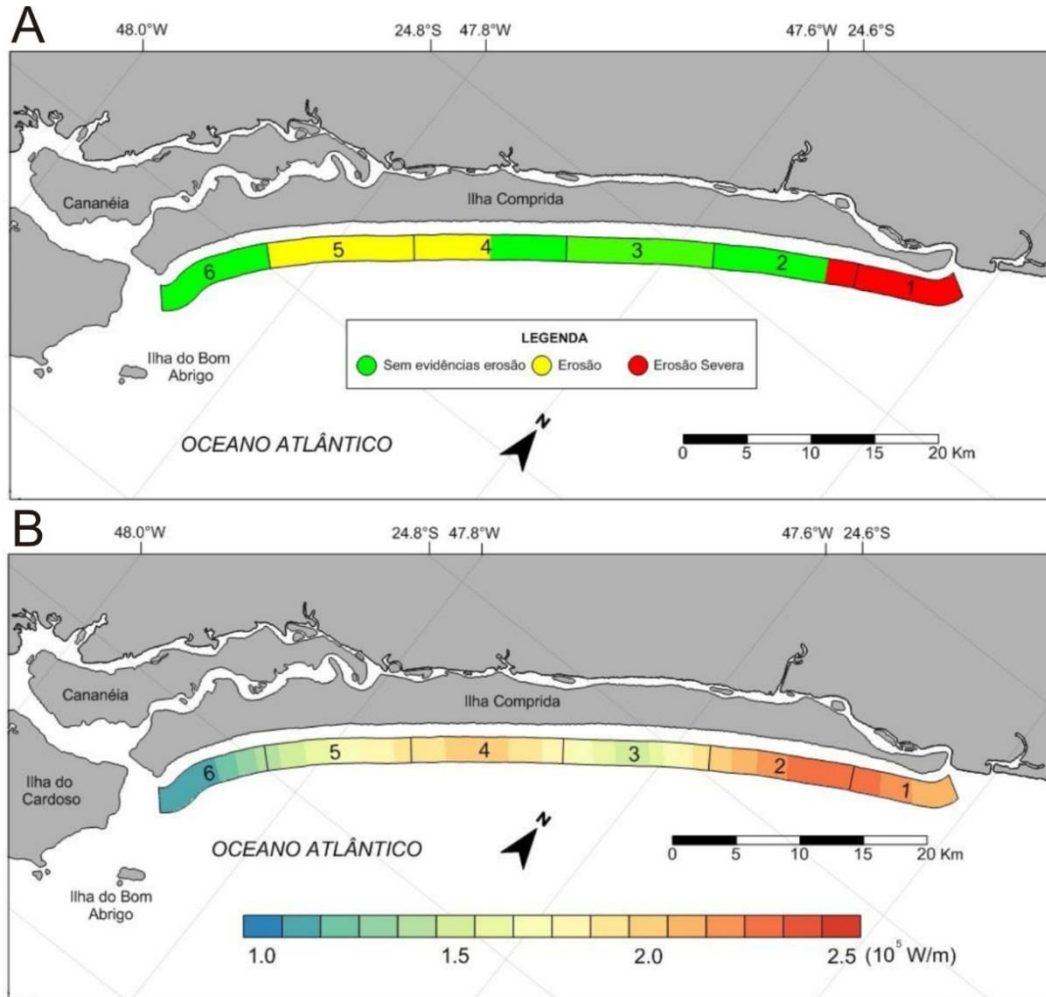 A
48.0°W 24.8°S 47.8°W 47.6°W 24.6°S
Cananéia
Ilha Comprida
6 5 4 3 2 1
Ilha do Bom
Abrigo
LEGENDA
Sem evidências erosão Erosão Erosão Severa
OCEANO ATLÂNTICO
N
0 5 10 15 20 Km
B
48.0°W 24.8°S 47.8°W 47.6°W 24.6°S
Cananéia
Ilha Comprida
Ilha do
Cardoso
6 5 4 3 2 1
OCEANO ATLÂNTICO
N
0 5 10 15 20 Km
Ilha do Bom
Abrigo
1.0 1.5 2.0 2.5 (10⁵ W/m)